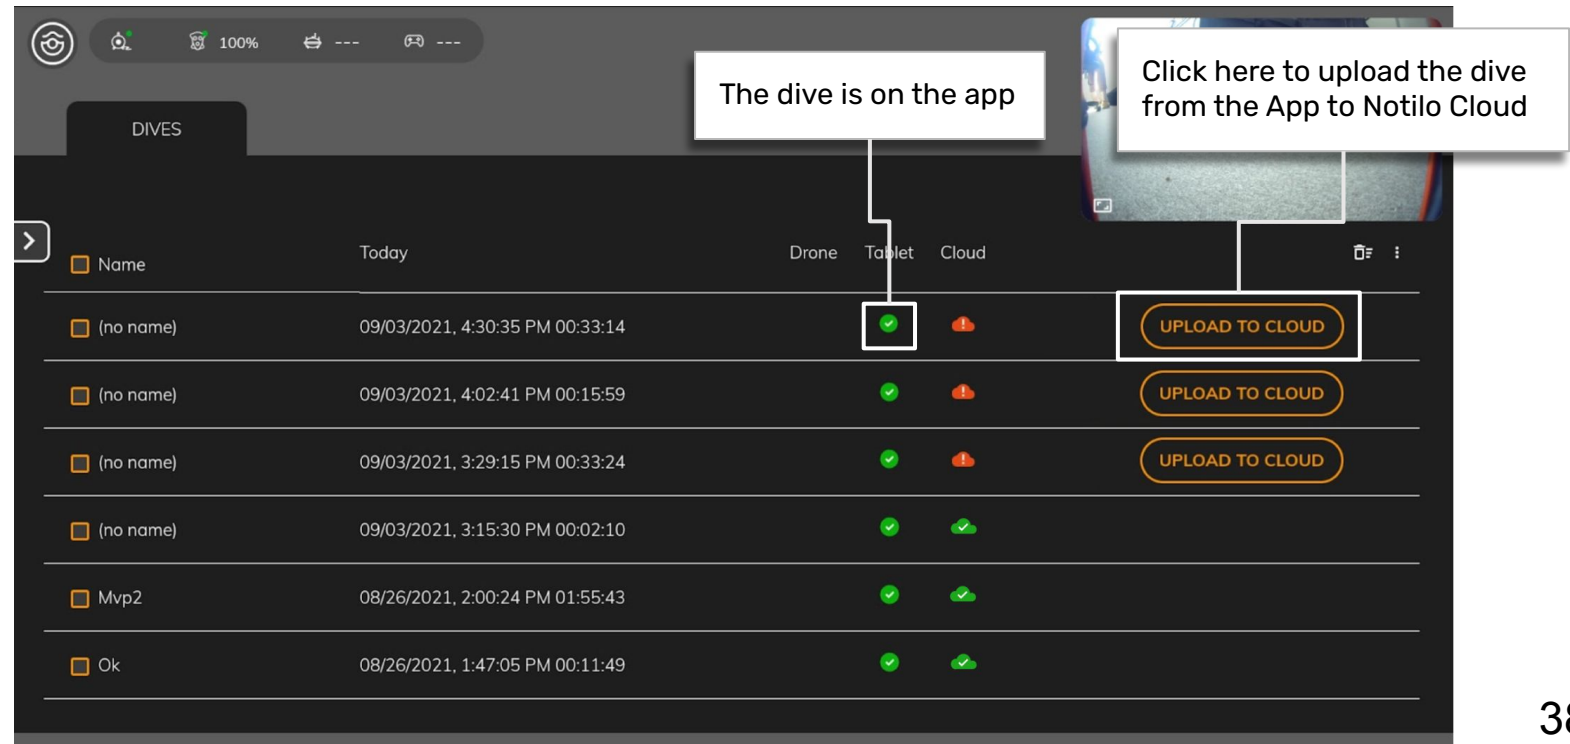 100%
---
---
The dive is on the app
Click here to upload the dive
from the App to Notilo Cloud
DIVES
Name Today Drone Tablet Cloud
(no name) 09/03/2021, 4:30:35 PM 00:33:14 UPLOAD TO CLOUD
(no name) 09/03/2021, 4:02:41 PM 00:15:59 UPLOAD TO CLOUD
(no name) 09/03/2021, 3:29:15 PM 00:33:24 UPLOAD TO CLOUD
(no name) 09/03/2021, 3:15:30 PM 00:02:10
Mvp2 08/26/2021, 2:00:24 PM 01:55:43
Ok 08/26/2021, 1:47:05 PM 00:11:49
38